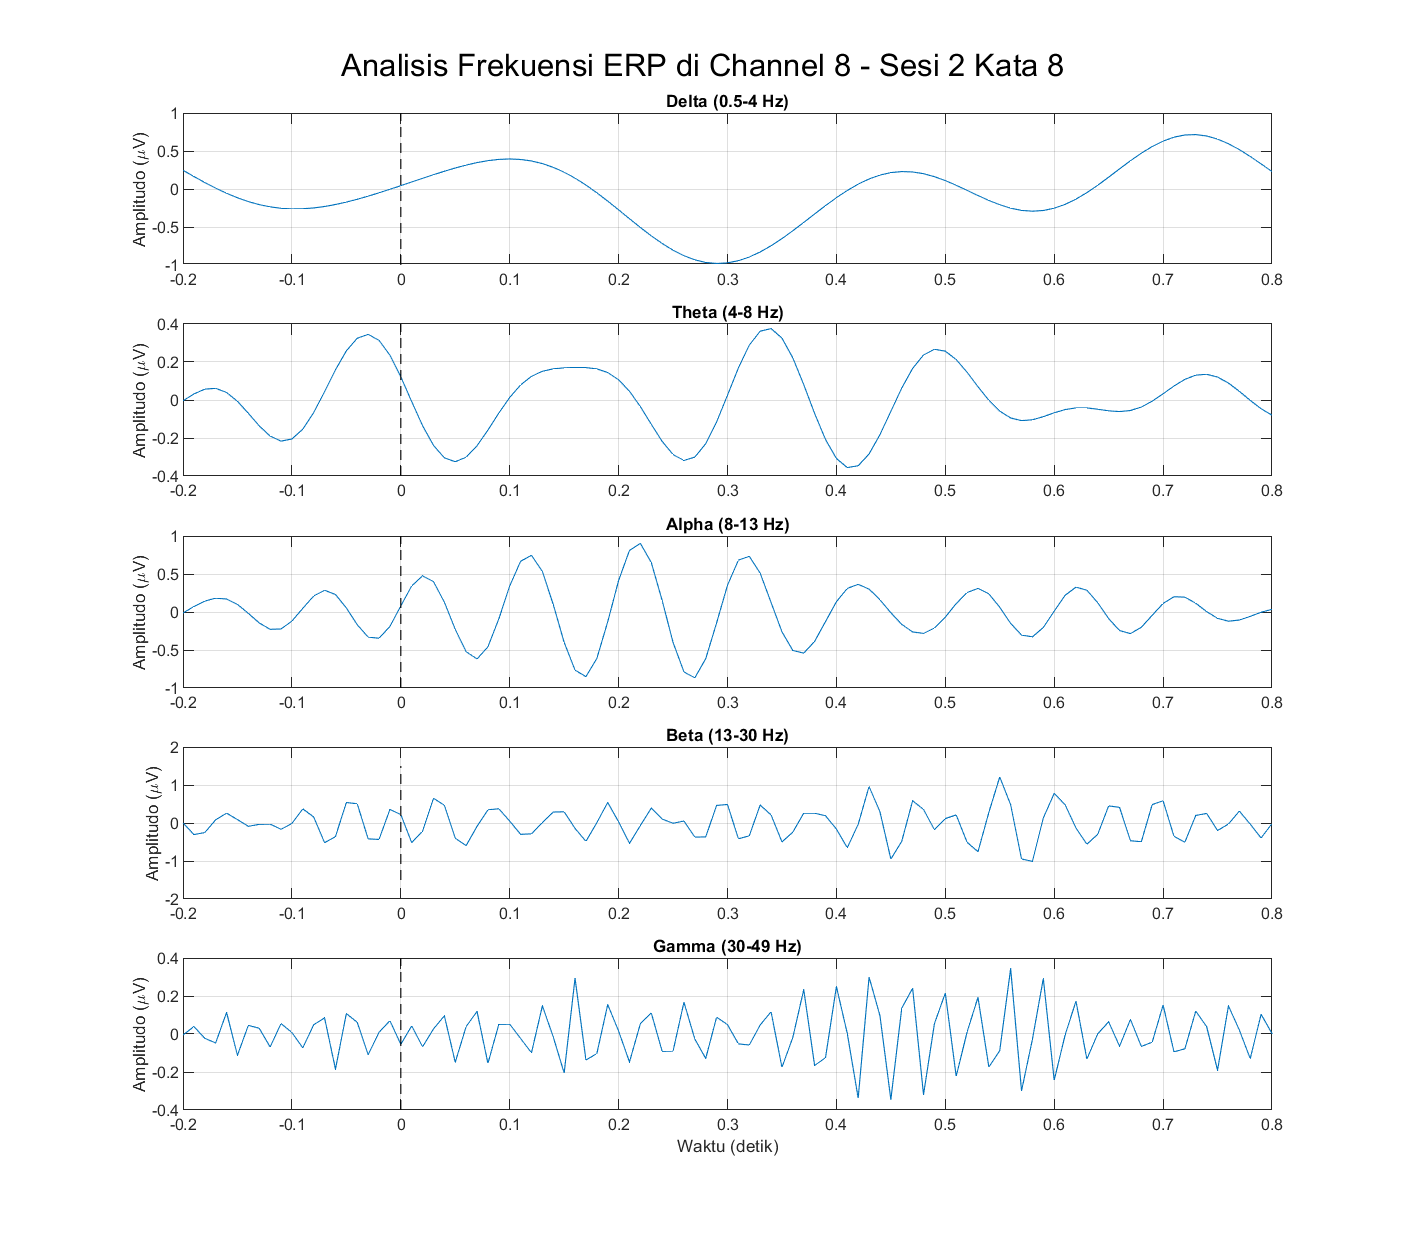 Analisis Frekuensi ERP di Channel 8 - Sesi 2 Kata 8
Delta (0.5-4 Hz)
Amplitudo (μV)
1
0.5
0
-0.5
-1
-0.2 -0.1 0 0.1 0.2 0.3 0.4 0.5 0.6 0.7 0.8
Theta (4-8 Hz)
Amplitudo (μV)
0.4
0.2
0
-0.2
-0.4
-0.2 -0.1 0 0.1 0.2 0.3 0.4 0.5 0.6 0.7 0.8
Alpha (8-13 Hz)
Amplitudo (μV)
1
0.5
0
-0.5
-1
-0.2 -0.1 0 0.1 0.2 0.3 0.4 0.5 0.6 0.7 0.8
Beta (13-30 Hz)
Amplitudo (μV)
2
1
0
-1
-2
-0.2 -0.1 0 0.1 0.2 0.3 0.4 0.5 0.6 0.7 0.8
Gamma (30-49 Hz)
Amplitudo (μV)
0.4
0.2
0
-0.2
-0.4
-0.2 -0.1 0 0.1 0.2 0.3 0.4 0.5 0.6 0.7 0.8
Waktu (detik)